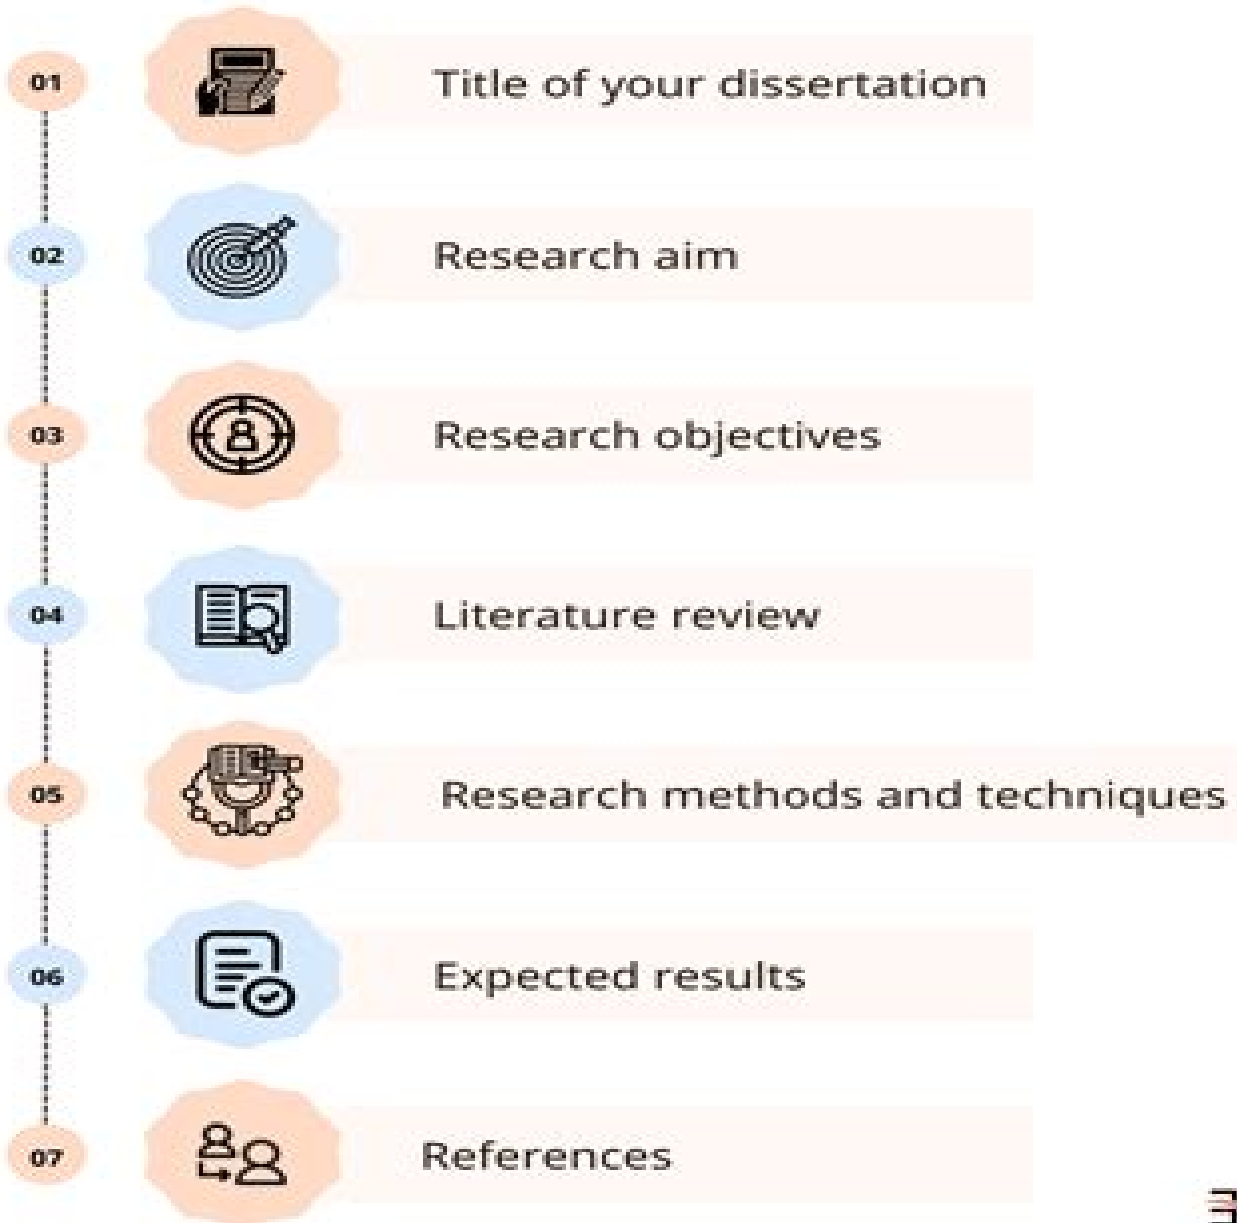 01 Title of your dissertation
02 Research aim
03 Research objectives
04 Literature review
05 Research methods and techniques
06 Expected results
07 References